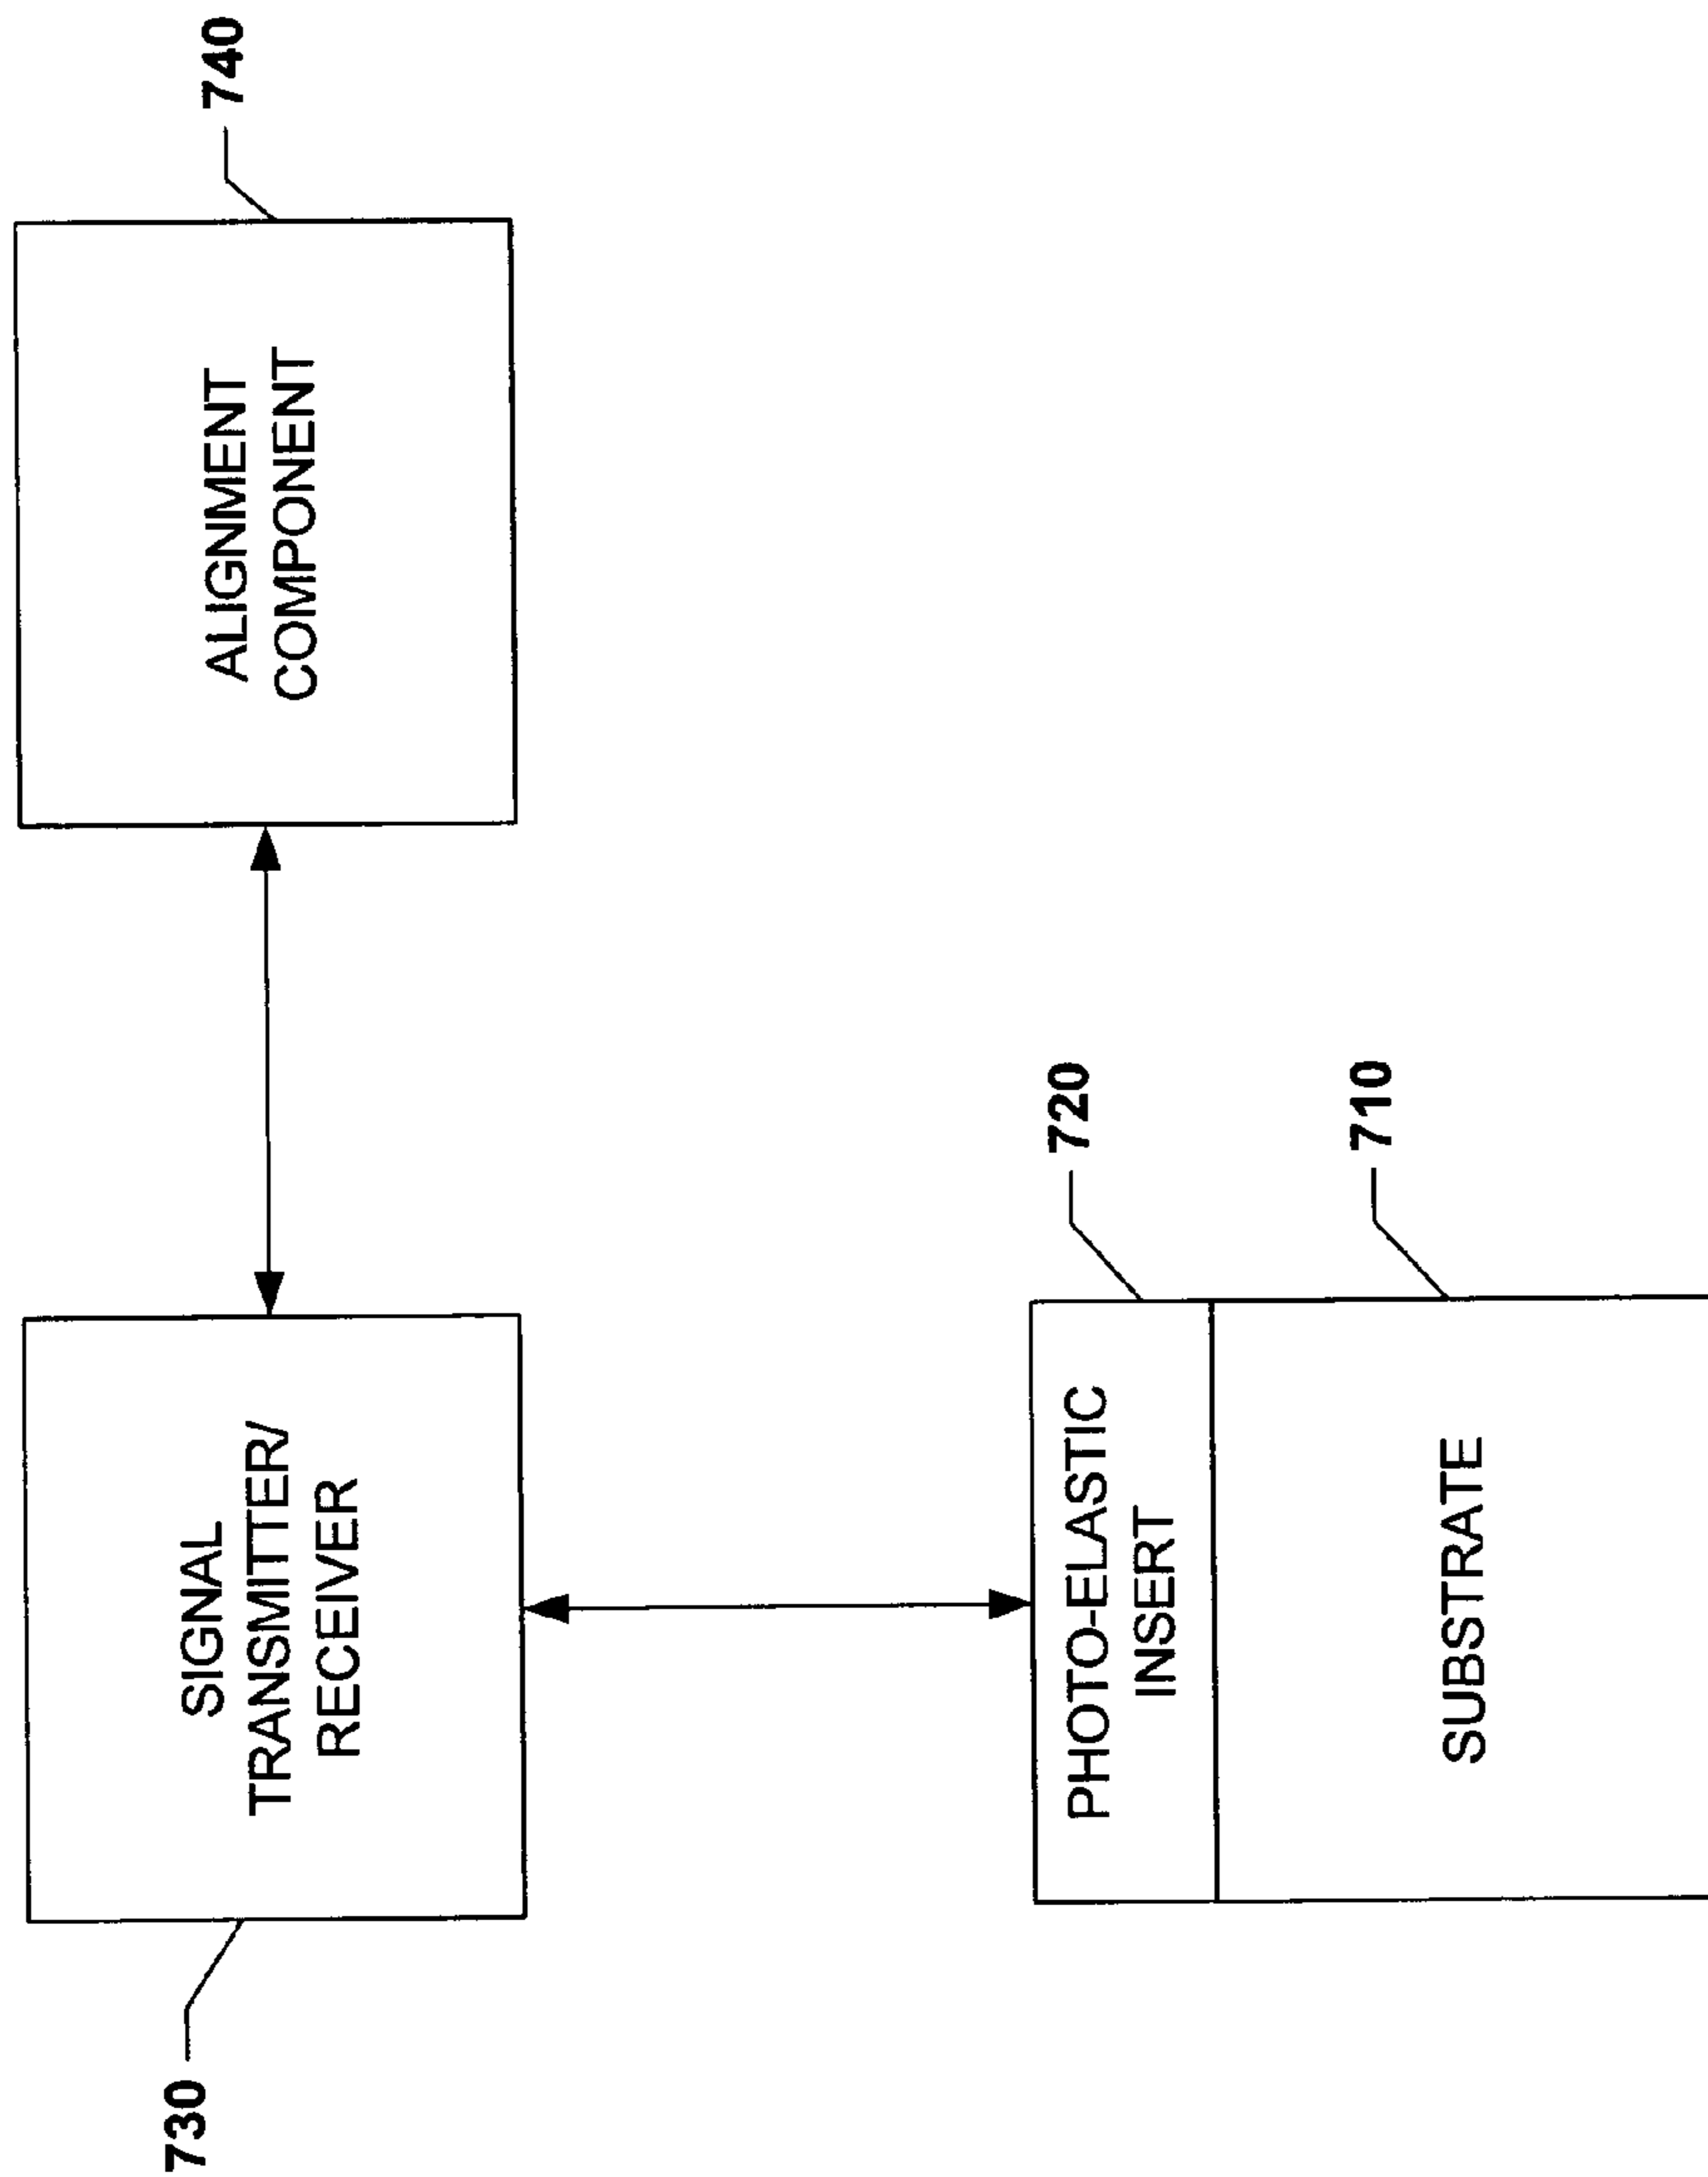 730
SIGNAL
TRANSMITTER/
RECEIVER
ALIGNMENT
COMPONENT
740
PHOTO-ELASTIC
INSERT
720
SUBSTRATE
710